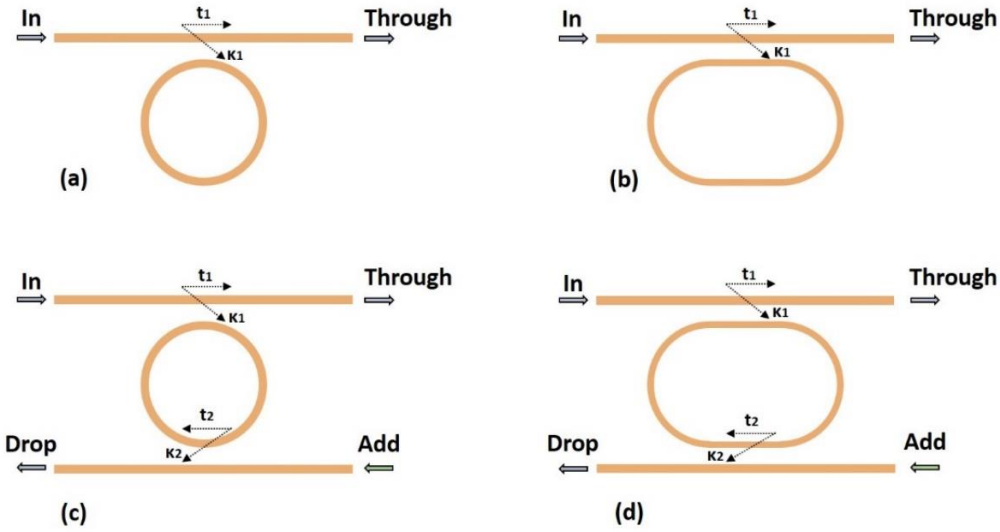 In t1 Through
K1
(a)
In t1 Through
K1
(b)
In t1 Through
K1
t2
K2
Drop Add
(c)
In t1 Through
K1
t2
K2
Drop Add
(d)